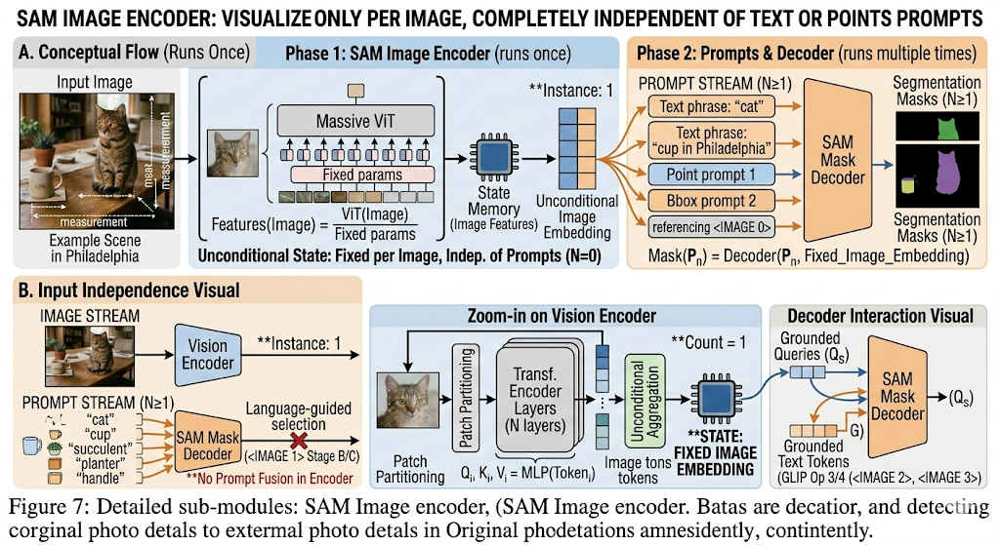 SAM IMAGE ENCODER: VISUALIZE ONLY PER IMAGE, COMPLETELY INDEPENDENT OF TEXT OR POINTS PROMPTS
A. Conceptual Flow (Runs Once)
Input Image
measurement
measurerement
measurement
Example Scene
in Philadelphia
Phase 1: SAM Image Encoder (runs once)
Massive ViT
Fixed params
Features(Image) = ViT(Image) / Fixed params
State
Memory
(Image Features)
**Instance: 1
Unconditional
Image
Embedding
Unconditional State: Fixed per Image, Indep. of Prompts (N=0)
Phase 2: Prompts & Decoder (runs multiple times)
PROMPT STREAM (N≥1)
Text phrase: “cat”
Text phrase:
“cup in Philadelphia”
Point prompt 1
Bbox prompt 2
referencing <IMAGE 0>
SAM
Mask
Decoder
Segmentation
Masks (N≥1)
Segmentation
Masks (N≥1)
Mask(Pn) = Decoder(Pn, Fixed_Image_Embedding)
B. Input Independence Visual
IMAGE STREAM
Vision
Encoder
**Instance: 1
PROMPT STREAM (N≥1)
“cat”
“cup”
“succulent”
“planter”
“handle”
SAM Mask
Decoder
Language-guided
selection
(<IMAGE 1> Stage B/C)
**No Prompt Fusion in Encoder
Zoom-in on Vision Encoder
Patch
Partitioning
Patch Partitioning
Transf.
Encoder
Layers
(N layers)
Qi, Ki, Vi = MLP(Tokeni)
Image tons
tokens
Unconditional
Aggregation
**Count = 1
**STATE:
FIXED IMAGE
EMBEDDING
Decoder Interaction Visual
Grounded
Queries (Qs)
SAM
Mask
Decoder
(Qs)
G)
Grounded
Text Tokens
(GLIP Op 3/4 (<IMAGE 2>, <IMAGE 3>)
Figure 7: Detailed sub-modules: SAM Image encoder, (SAM Image encoder. Batas are decatior, and detecting
corginal photo detals to extermal photo detals in Original phodetations amnesidently, contintently.